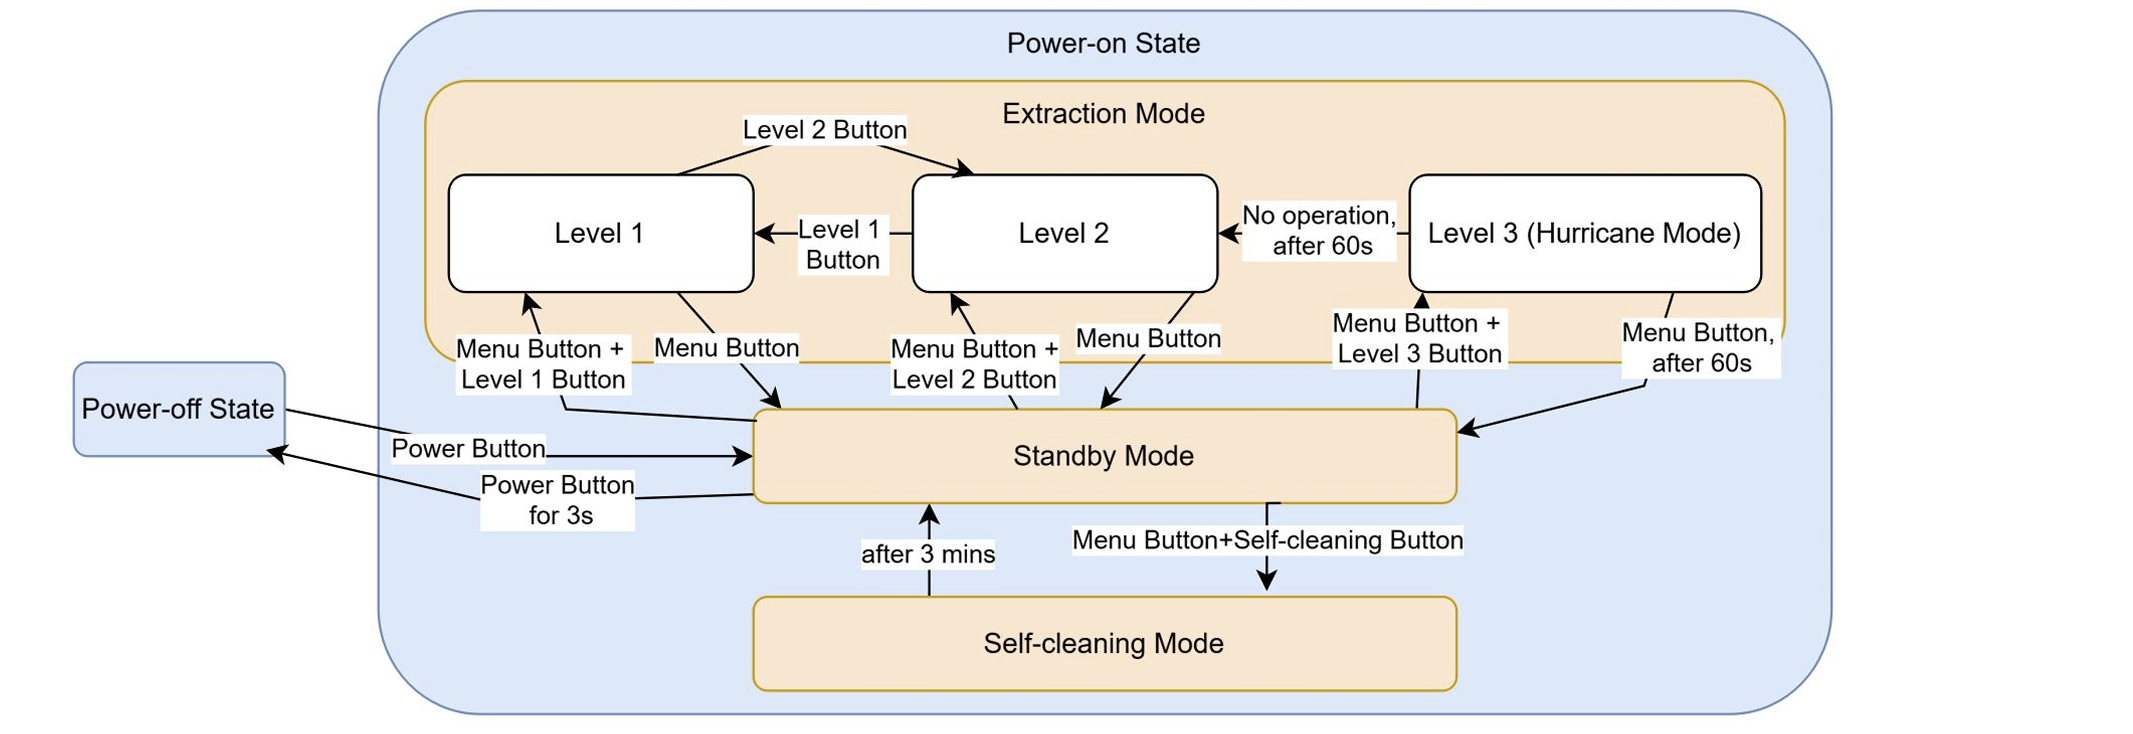 Power-on State
Extraction Mode
Level 2 Button
Level 1
Level 1
Button
Level 2
No operation,
after 60s
Level 3 (Hurricane Mode)
Menu Button +
Level 1 Button
Menu Button
Menu Button +
Level 2 Button
Menu Button
Menu Button +
Level 3 Button
Menu Button,
after 60s
Power-off State
Power Button
Standby Mode
Power Button
for 3s
after 3 mins
Menu Button+Self-cleaning Button
Self-cleaning Mode